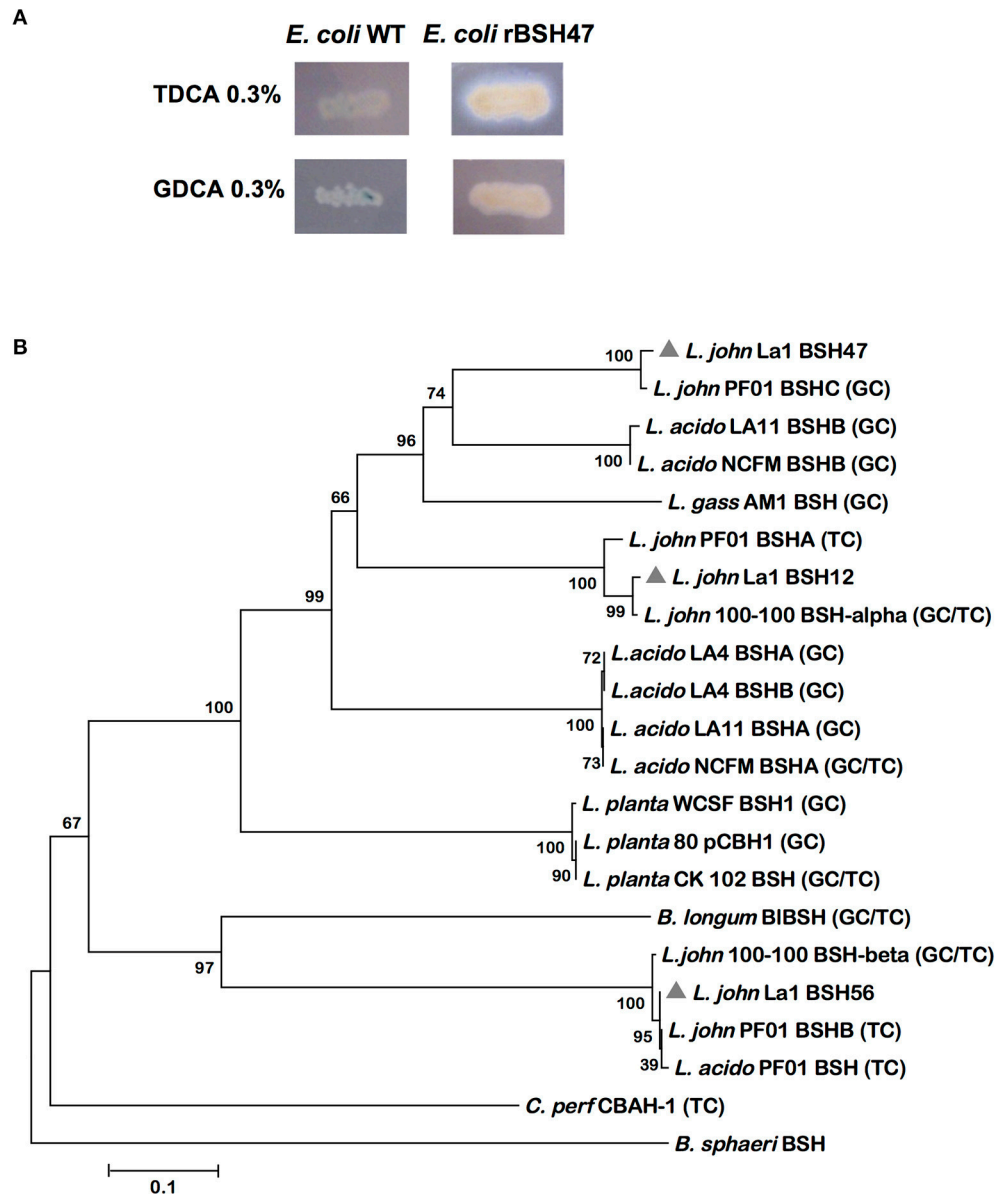 A
E. coli WT E. coli rBSH47
TDCA 0.3%
GDCA 0.3%
B
100 L. john La1 BSH47
L. john PF01 BSHC (GC)
74
L. acido LA11 BSHB (GC)
96
100 L. acido NCFM BSHB (GC)
66
L. gass AM1 BSH (GC)
L. john PF01 BSHA (TC)
100 L. john La1 BSH12
99
99 L. john 100-100 BSH-alpha (GC/TC)
72 L.acido LA4 BSHA (GC)
L.acido LA4 BSHB (GC)
100
100 L. acido LA11 BSHA (GC)
73 L. acido NCFM BSHA (GC/TC)
L. planta WCSF BSH1 (GC)
67
100 L. planta 80 pCBH1 (GC)
90 L. planta CK 102 BSH (GC/TC)
B. longum BlBSH (GC/TC)
97
L.john 100-100 BSH-beta (GC/TC)
100 L. john La1 BSH56
95 L. john PF01 BSHB (TC)
39 L. acido PF01 BSH (TC)
C. perf CBAH-1 (TC)
B. sphaeri BSH
0.1